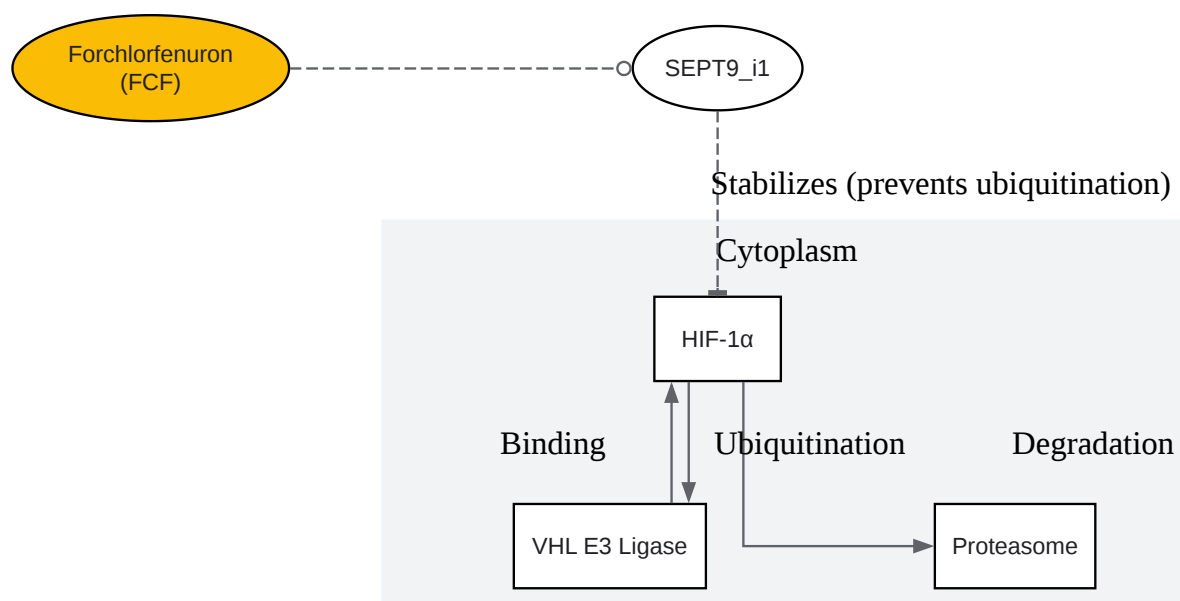 Forchlorfenuron
(FCF)
SEPT9_i1
Stabilizes (prevents ubiquitination)
Cytoplasm
HIF-1α
Binding
Ubiquitination
Degradation
VHL E3 Ligase
Proteasome